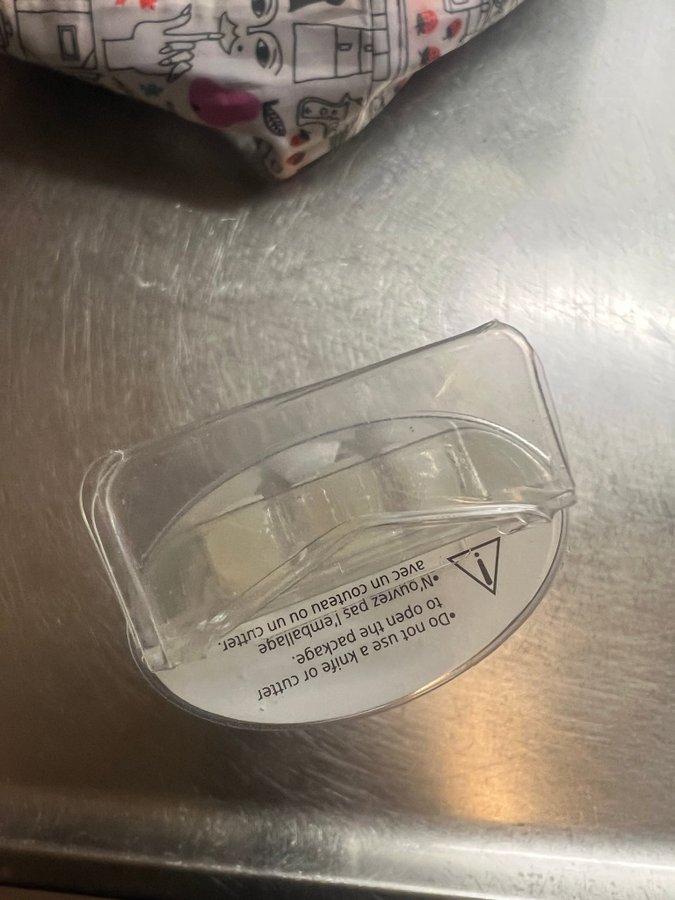 •Do not use a knife or cutter
to open the package.
•N'ouvrez pas l'emballage
avec un couteau ou un cutter.